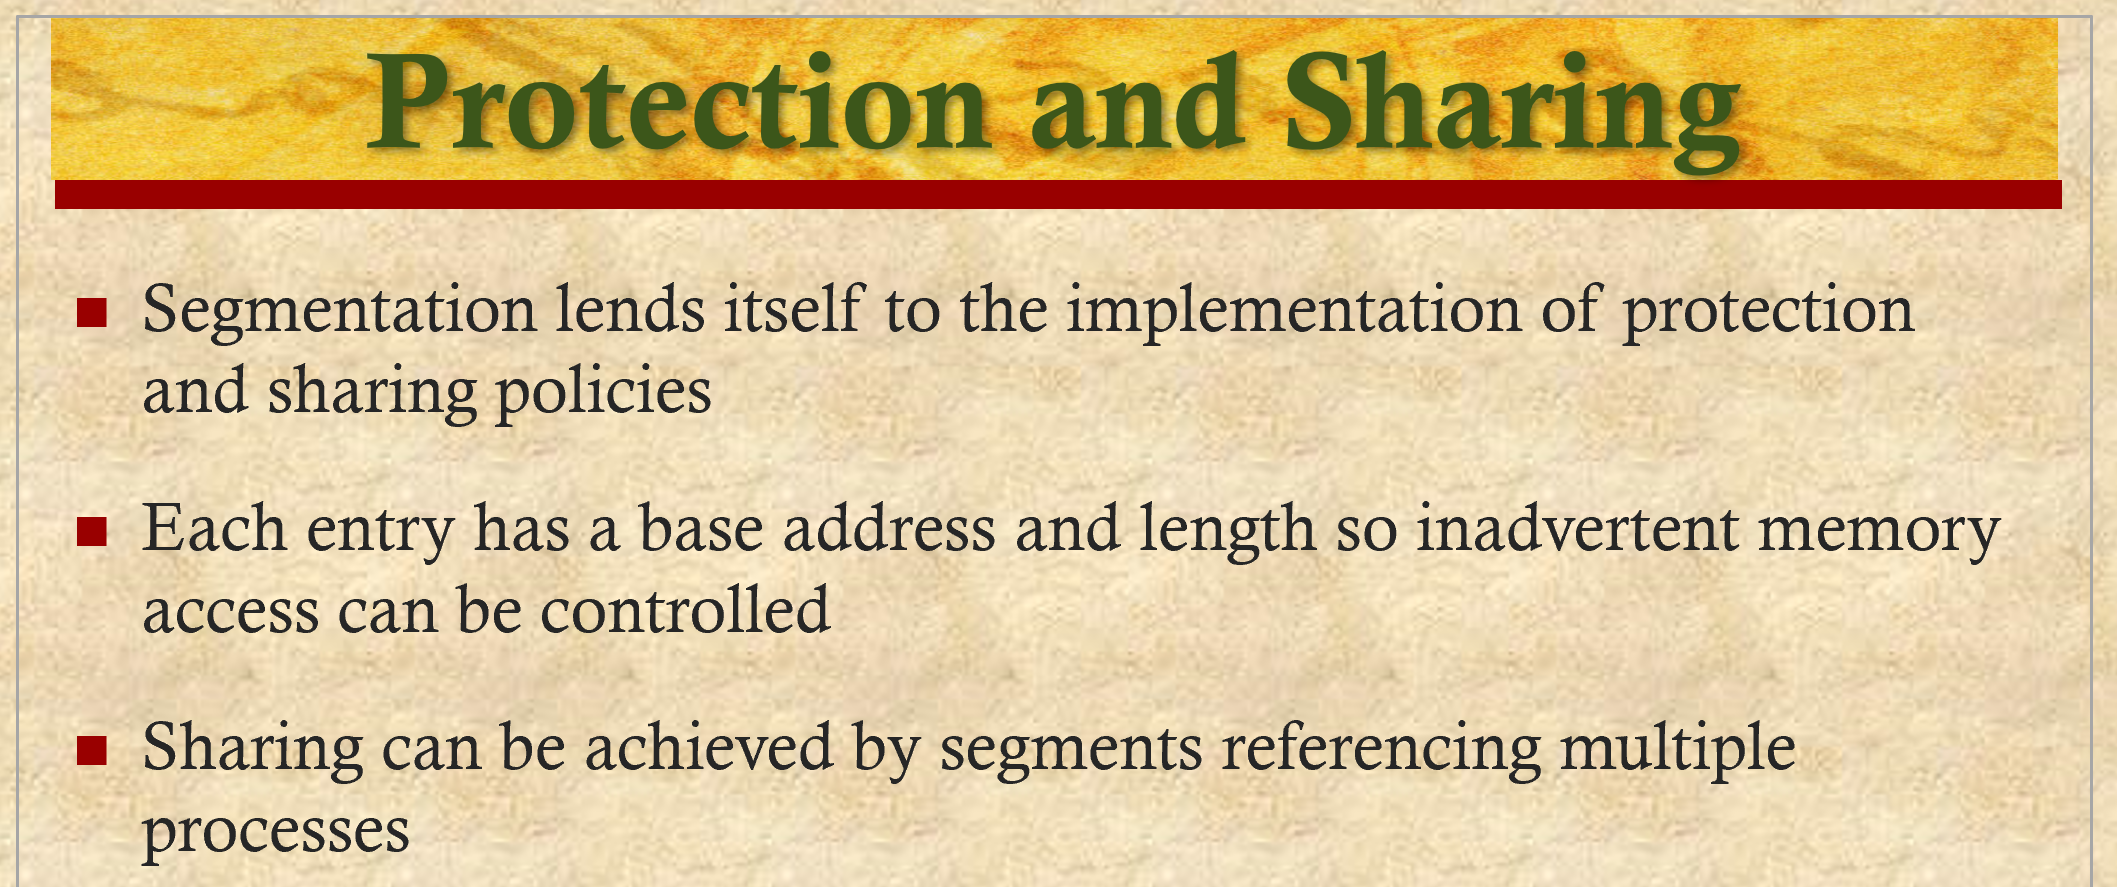 Protection and Sharing
Segmentation lends itself to the implementation of protection
and sharing policies
Each entry has a base address and length so inadvertent memory
access can be controlled
Sharing can be achieved by segments referencing multiple
processes